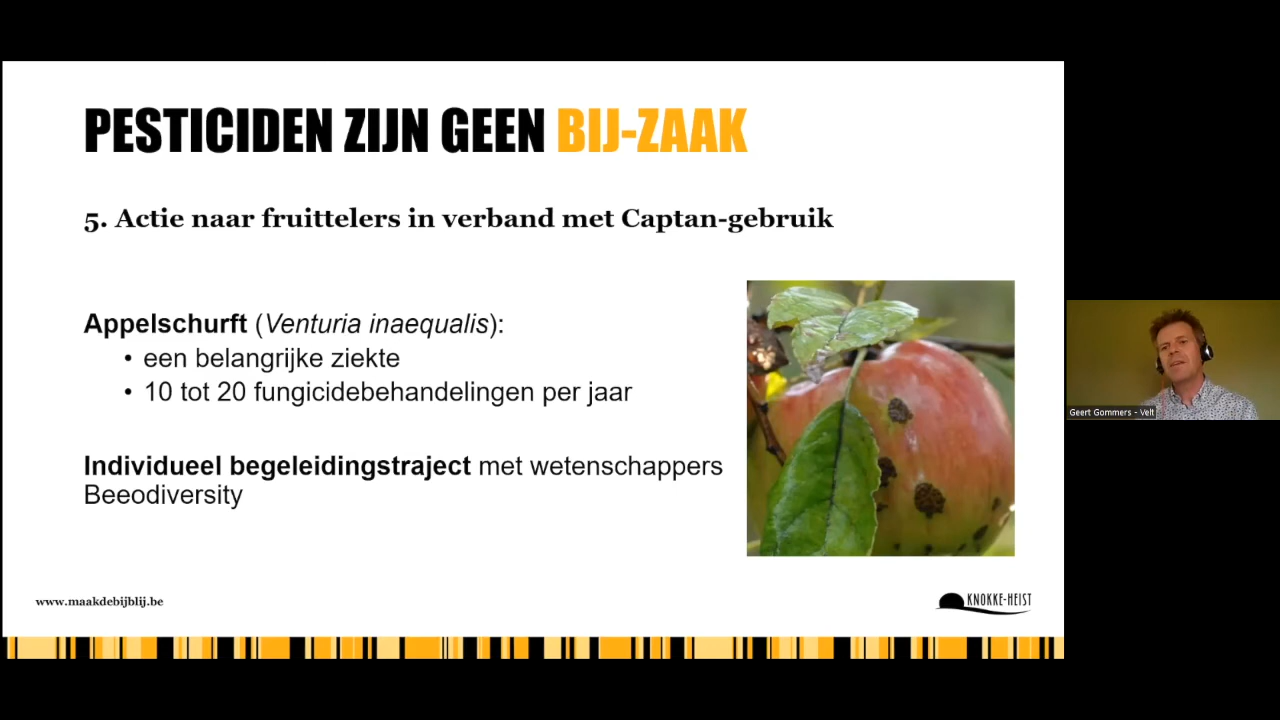 PESTICIDEN ZIJN GEEN BIJ-ZAAK
5. Actie naar fruittelers in verband met Captan-gebruik
Appelschurft (Venturia inaequalis):
• een belangrijke ziekte
• 10 tot 20 fungicidebehandelingen per jaar
Individueel begeleidingstraject met wetenschappers
Beeodiversity
Geert Gommers - Velt
www.maakdebijblij.be
KNOKKE-HEIST